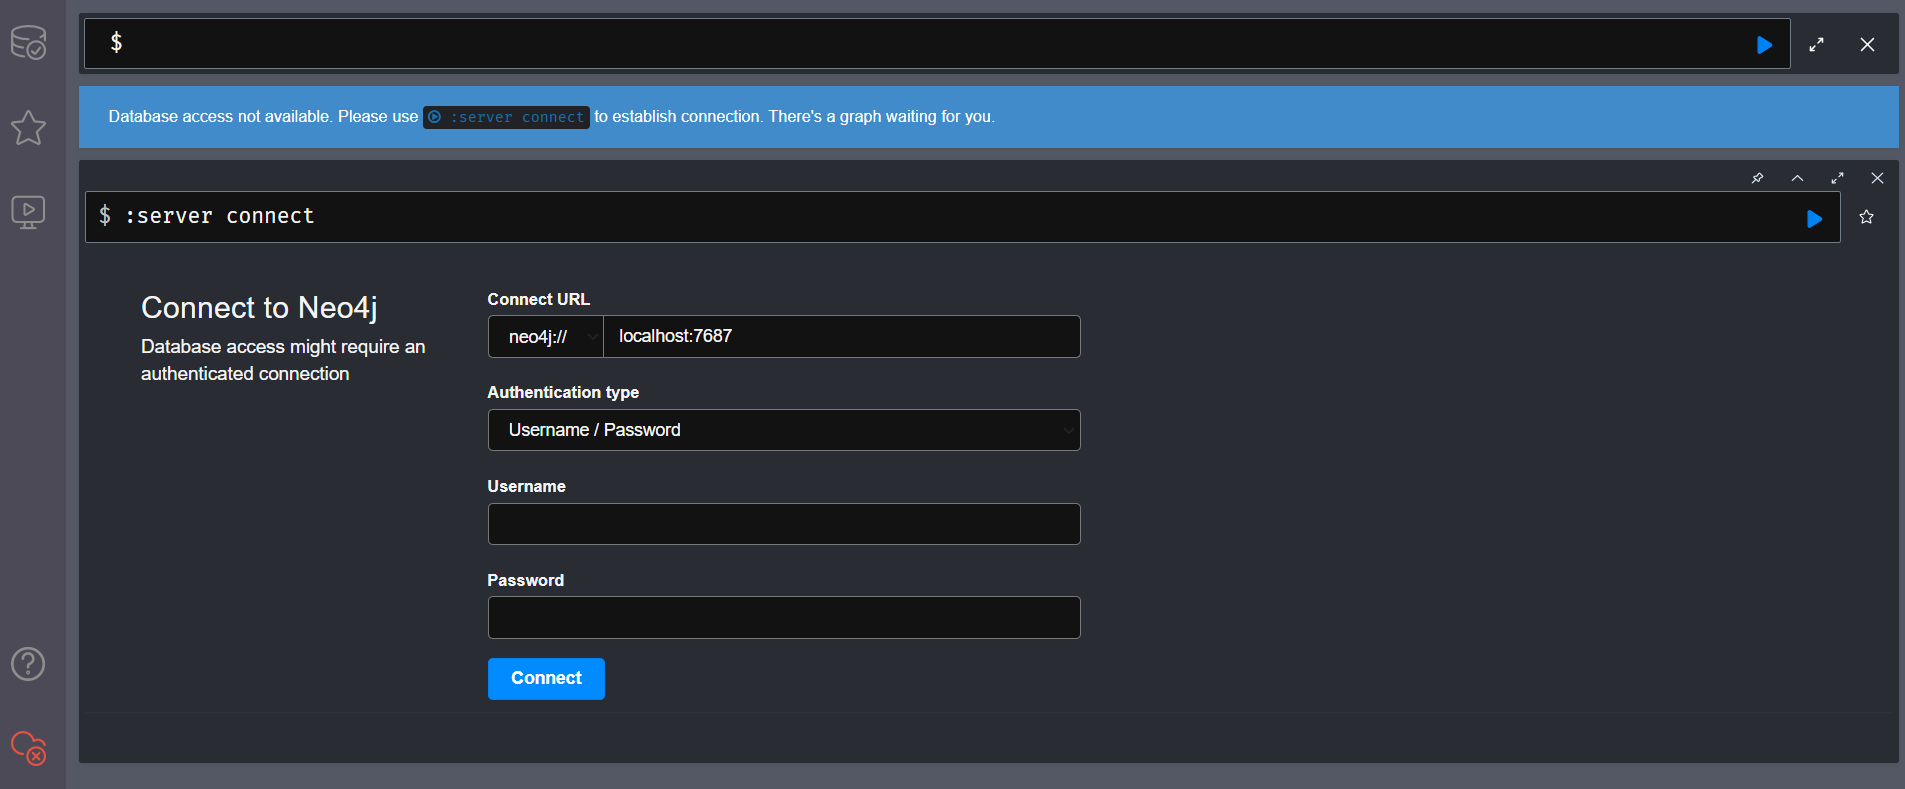 $
Database access not available. Please use :server connect to establish connection. There's a graph waiting for you.
$ :server connect
Connect to Neo4j
Database access might require an
authenticated connection
Connect URL
neo4j:// localhost:7687
Authentication type
Username / Password
Username
Password
Connect